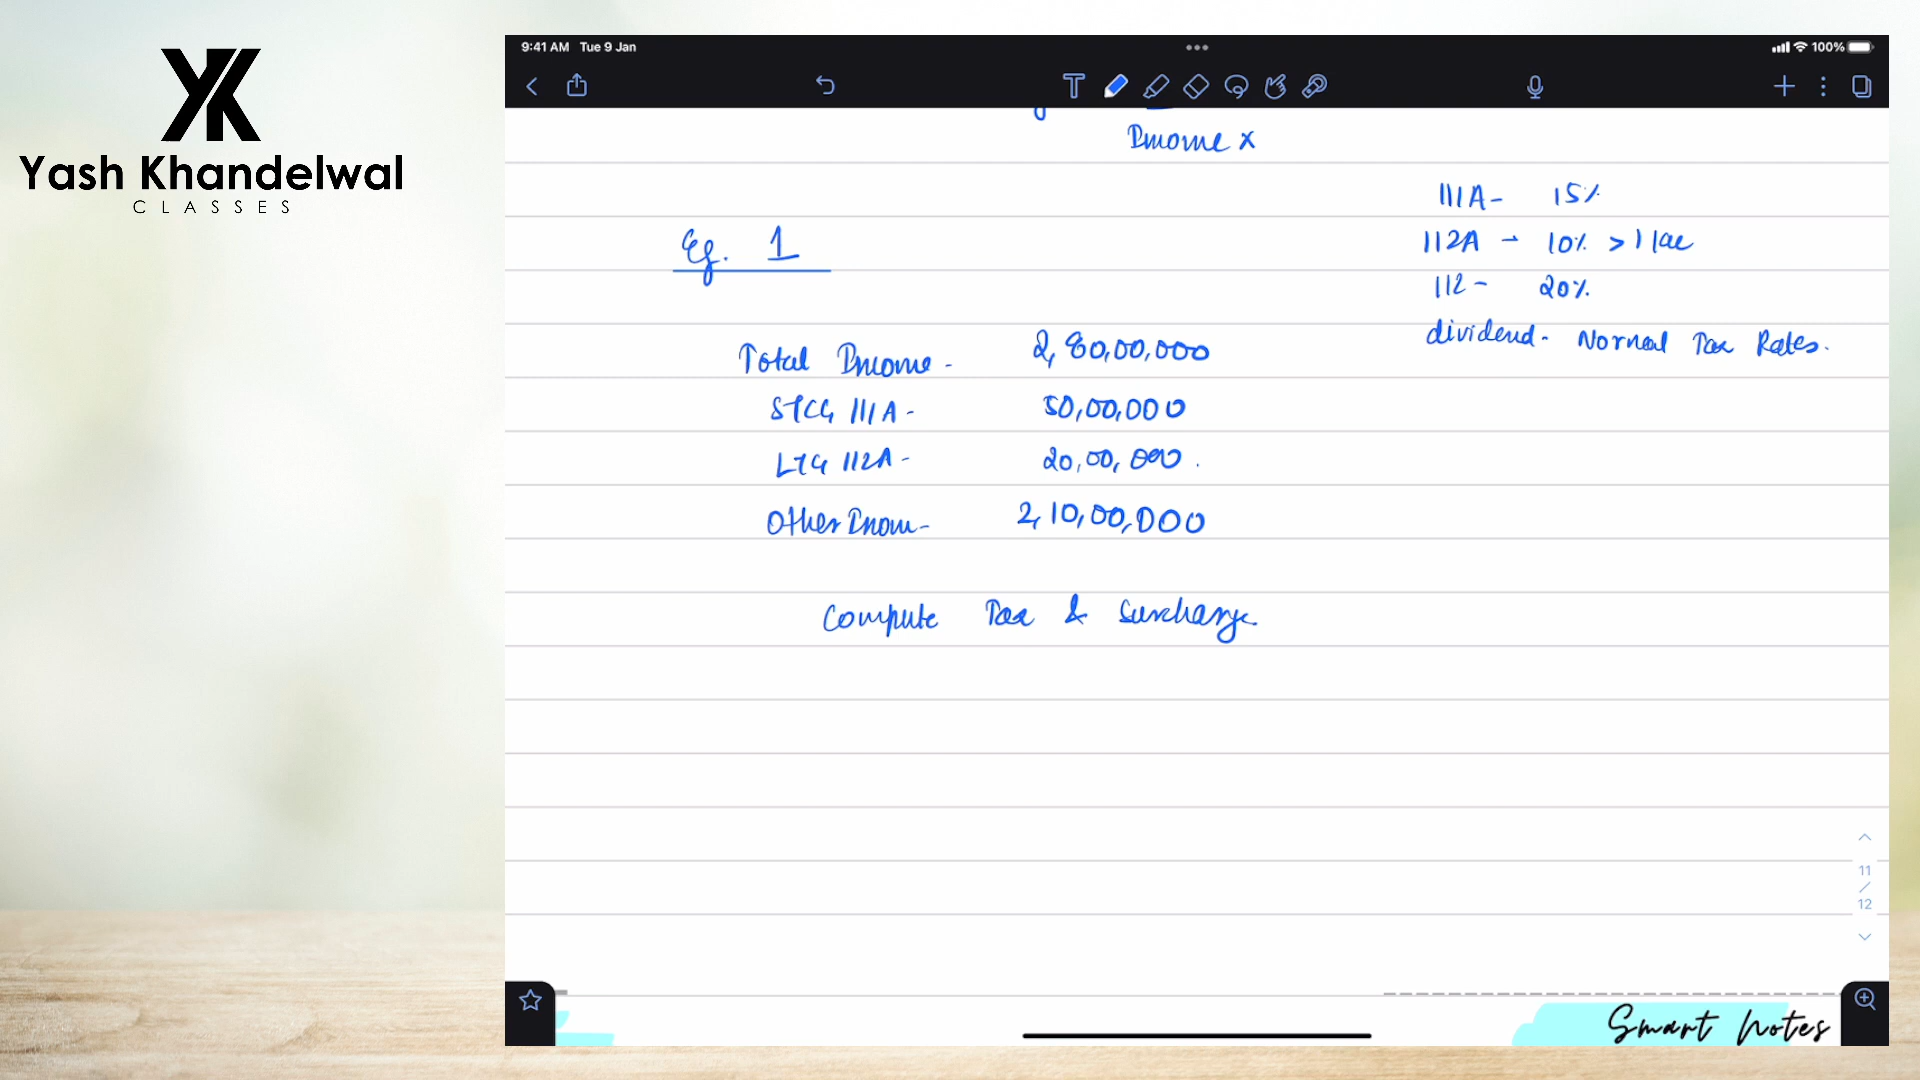 YK
Yash Khandelwal
CLASSES
9:41 AM Tue 9 Jan
100%
Income x
111A - 15%
112A - 10% > 1 lac
112 - 20%
dividend - Normal Tax Rates.
Eg. 1
Total Income - 2,80,00,000
STCG 111A - 50,00,000
LTCG 112A - 20,00,000.
Other Incom - 2,10,00,000
Compute Tax & Surcharge
11
/
12
Smart Notes